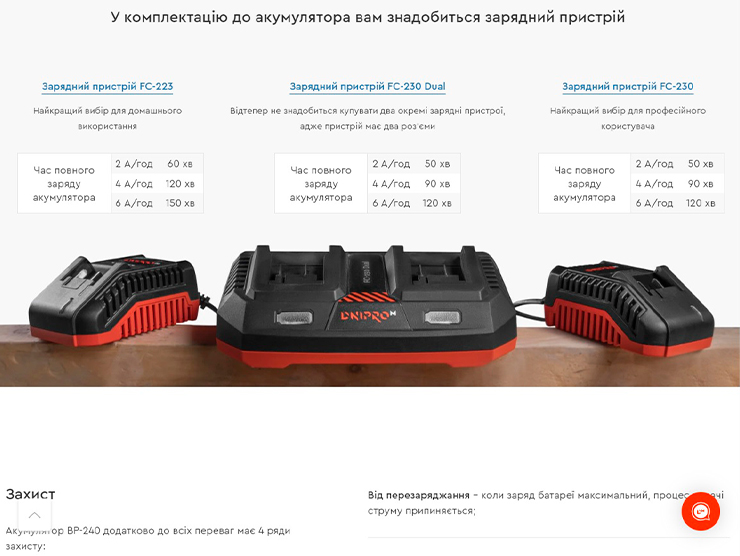 У комплектацію до акумулятора вам знадобиться зарядний пристрій
Зарядний пристрій FC-223
Найкращий вибір для домашнього
використання
Час повного
заряду
акумулятора
2 А/год 60 хв
4 А/год 120 хв
6 А/год 150 хв
Зарядний пристрій FC-230 Dual
Відтепер не знадобиться купувати два окремі зарядні пристрої,
адже пристрій має два роз'єми
Час повного
заряду
акумулятора
2 А/год 50 хв
4 А/год 90 хв
6 А/год 120 хв
Зарядний пристрій FC-230
Найкращий вибір для професійного
користувача
Час повного
заряду
акумулятора
2 А/год 50 хв
4 А/год 90 хв
6 А/год 120 хв
DNIPRO M
Захист
Акумулятор BP-240 додатково до всіх переваг має 4 ряди
захисту:
Від перезаряджання – коли заряд батареї максимальний, процес
струму припиняється;